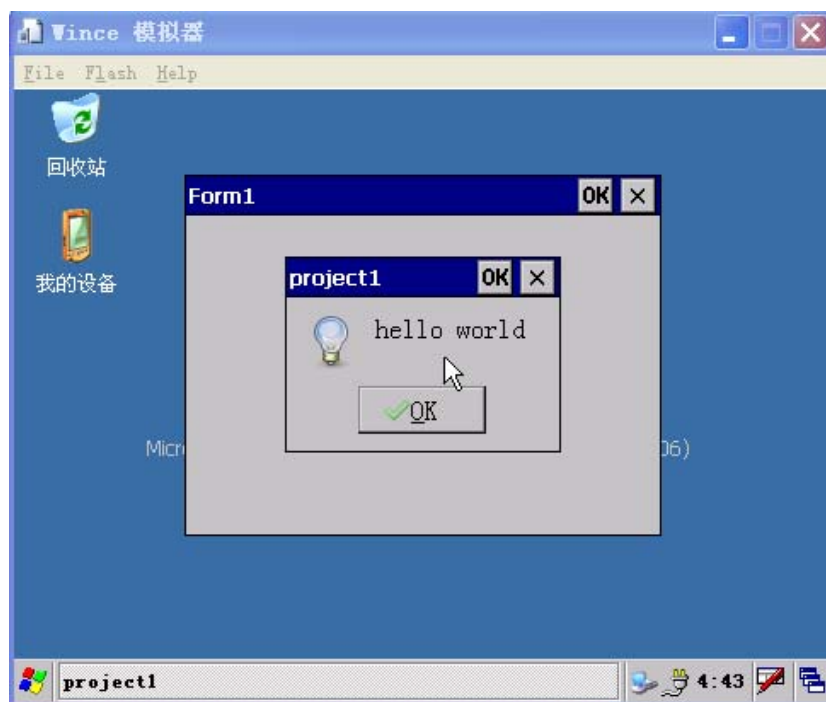 Wince 模拟器
File Flash Help
回收站
Form1 OK
我的设备
project1 OK
hello world
OK
06)
project1 4:43